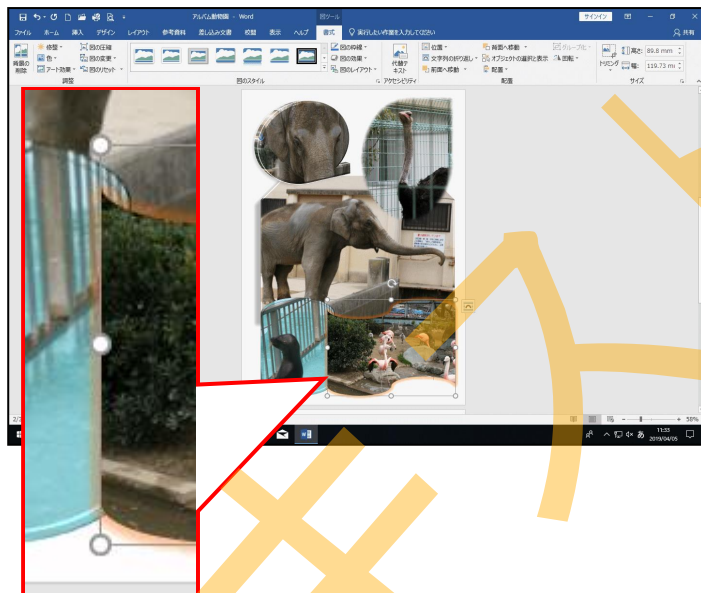 アルバム動物園 - Word
図ツール
サインイン
ファイル ホーム 挿入 デザイン レイアウト 参考資料 差し込み文書 校閲 表示 ヘルプ 書式 実行したい作業を入力してください 共有
背景の
削除
修整
色
アート効果
図の圧縮
図の変更
図のリセット
調整
図のスタイル
図の枠線
図の効果
図のレイアウト
代替テ
キスト
アクセシビリティ
位置
文字列の折り返し
前面へ移動
背面へ移動
オブジェクトの選択と表示
配置
グループ化
回転
配置
トリミング
高さ: 89.8 mm
幅: 119.73 mm
サイズ
58%
あ
11:33
2019/04/05